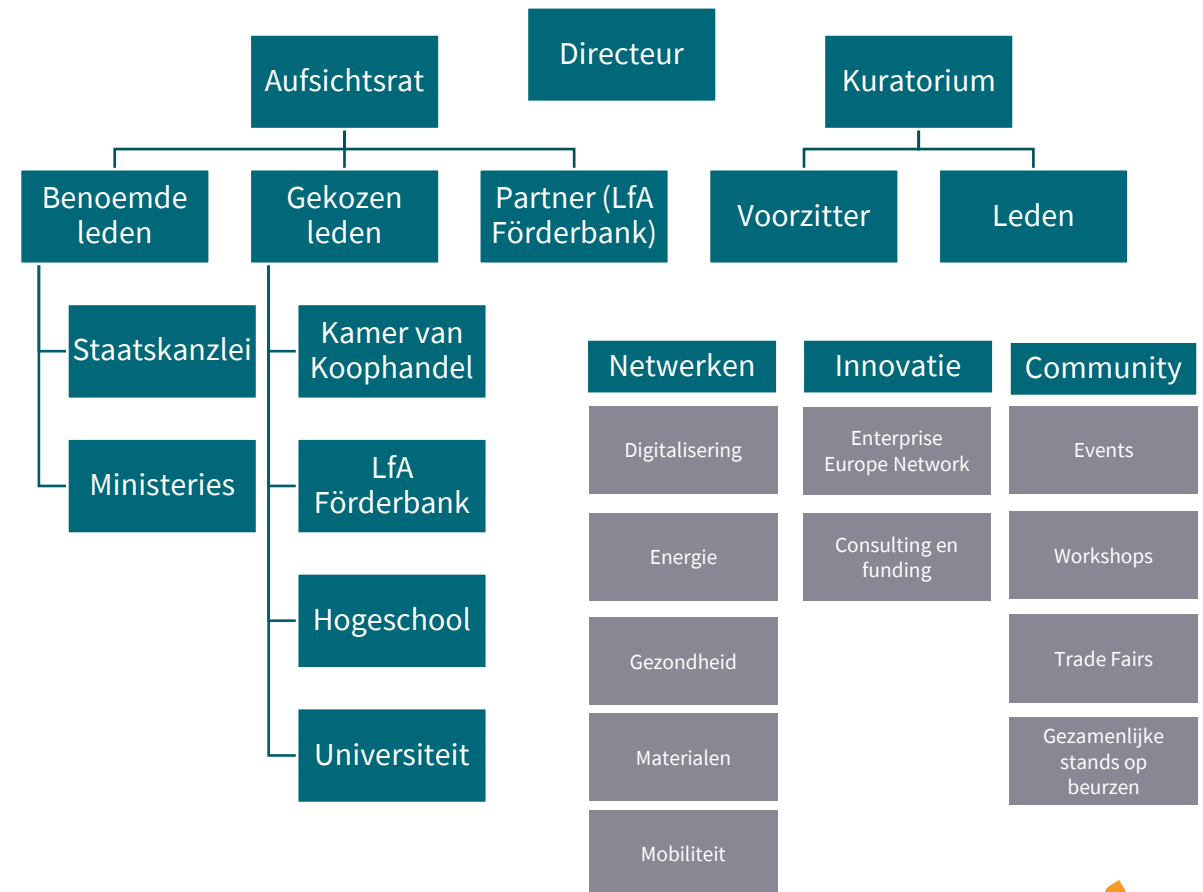 Directeur
Aufsichtsrat
Kuratorium
Benoemde
leden
Gekozen
leden
Partner (LfA
Förderbank)
Voorzitter
Leden
Staatskanzlei
Ministeries
Kamer van
Koophandel
LfA
Förderbank
Hogeschool
Universiteit
Netwerken
Digitalisering
Energie
Gezondheid
Materialen
Mobiliteit
Innovatie
Enterprise
Europe Network
Consulting en
funding
Community
Events
Workshops
Trade Fairs
Gezamenlijke
stands op
beurzen